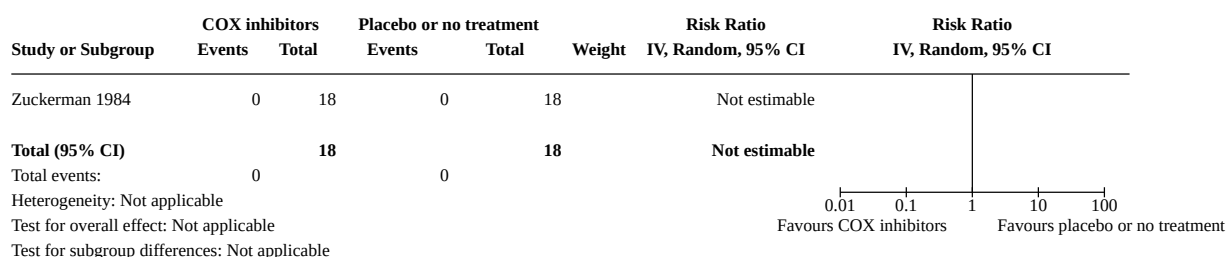 COX inhibitors Placebo or no treatment Risk Ratio Risk Ratio
Study or Subgroup Events Total Events Total Weight IV, Random, 95% CI IV, Random, 95% CI
Zuckerman 1984 0 18 0 18 Not estimable
Total (95% CI) 18 18 Not estimable
Total events: 0 0
Heterogeneity: Not applicable
0.01 0.1 1 10 100
Test for overall effect: Not applicable Favours COX inhibitors Favours placebo or no treatment
Test for subgroup differences: Not applicable